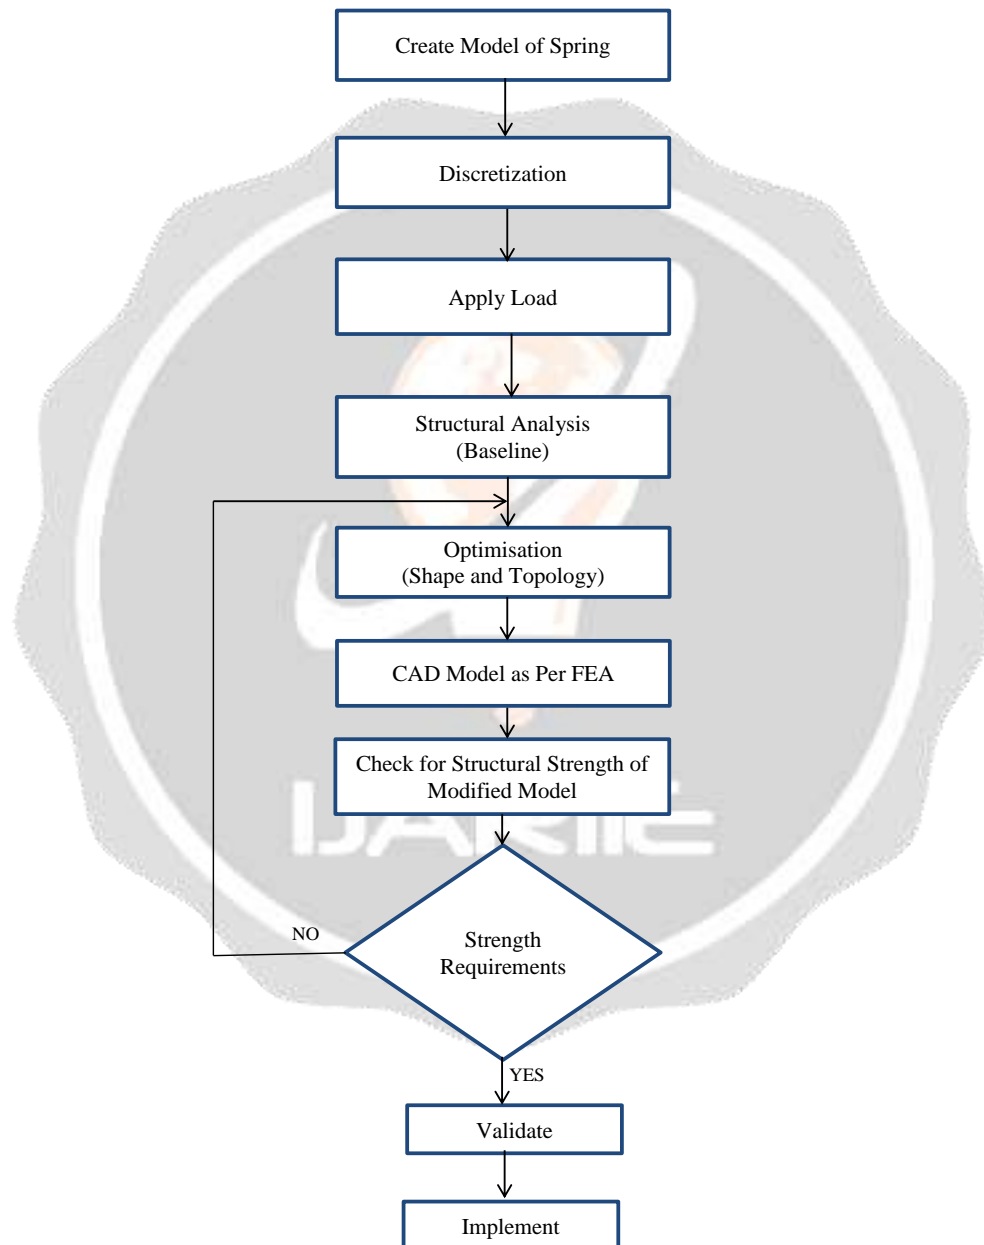 Create Model of Spring
Discretization
Apply Load
Structural Analysis
(Baseline)
Optimisation
(Shape and Topology)
CAD Model as Per FEA
Check for Structural Strength of
Modified Model
IJARIIE
NO
Strength
Requirements
YES
Validate
Implement